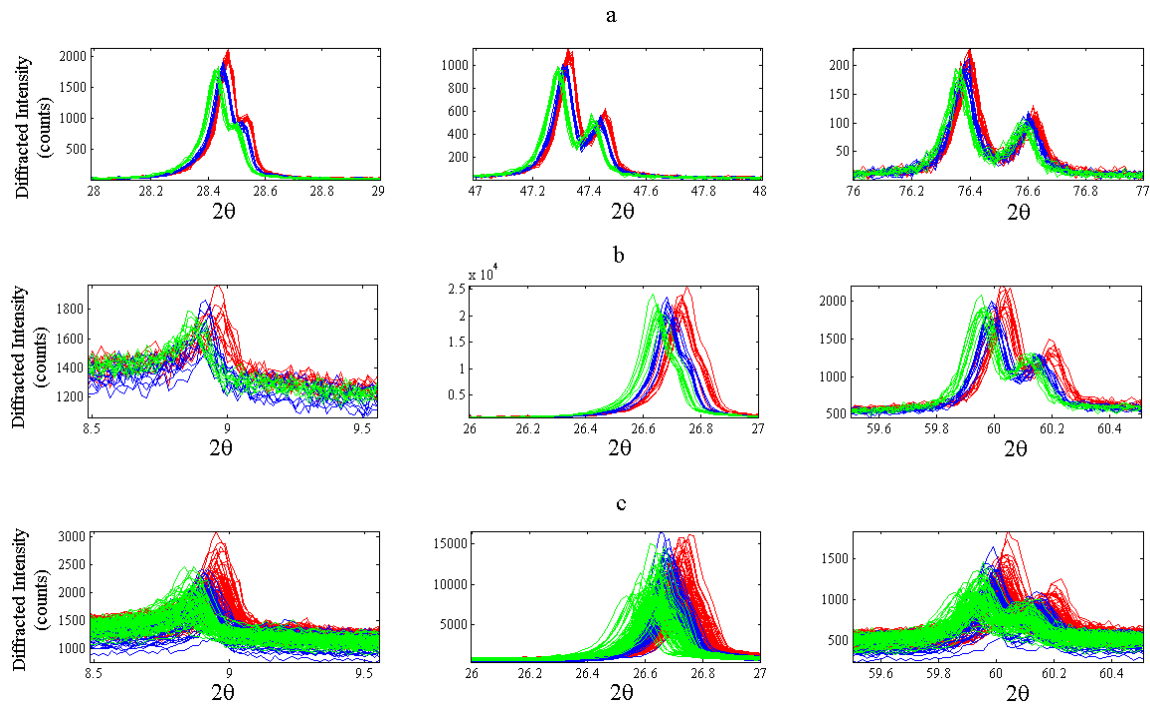 a
Diffracted Intensity
(counts)
2000
1500
1000
500
28 28.2 28.4 28.6 28.8 29
2θ
1000
800
600
400
200
47 47.2 47.4 47.6 47.8 48
2θ
200
150
100
50
76 76.2 76.4 76.6 76.8 77
2θ
b
Diffracted Intensity
(counts)
1800
1600
1400
1200
8.5 9 9.5
2θ
x 10⁴
2.5
2
1.5
1
0.5
26 26.2 26.4 26.6 26.8 27
2θ
2000
1500
1000
500
59.6 59.8 60 60.2 60.4
2θ
c
Diffracted Intensity
(counts)
3000
2500
2000
1500
1000
8.5 9 9.5
2θ
15000
10000
5000
26 26.2 26.4 26.6 26.8 27
2θ
1500
1000
500
59.6 59.8 60 60.2 60.4
2θ